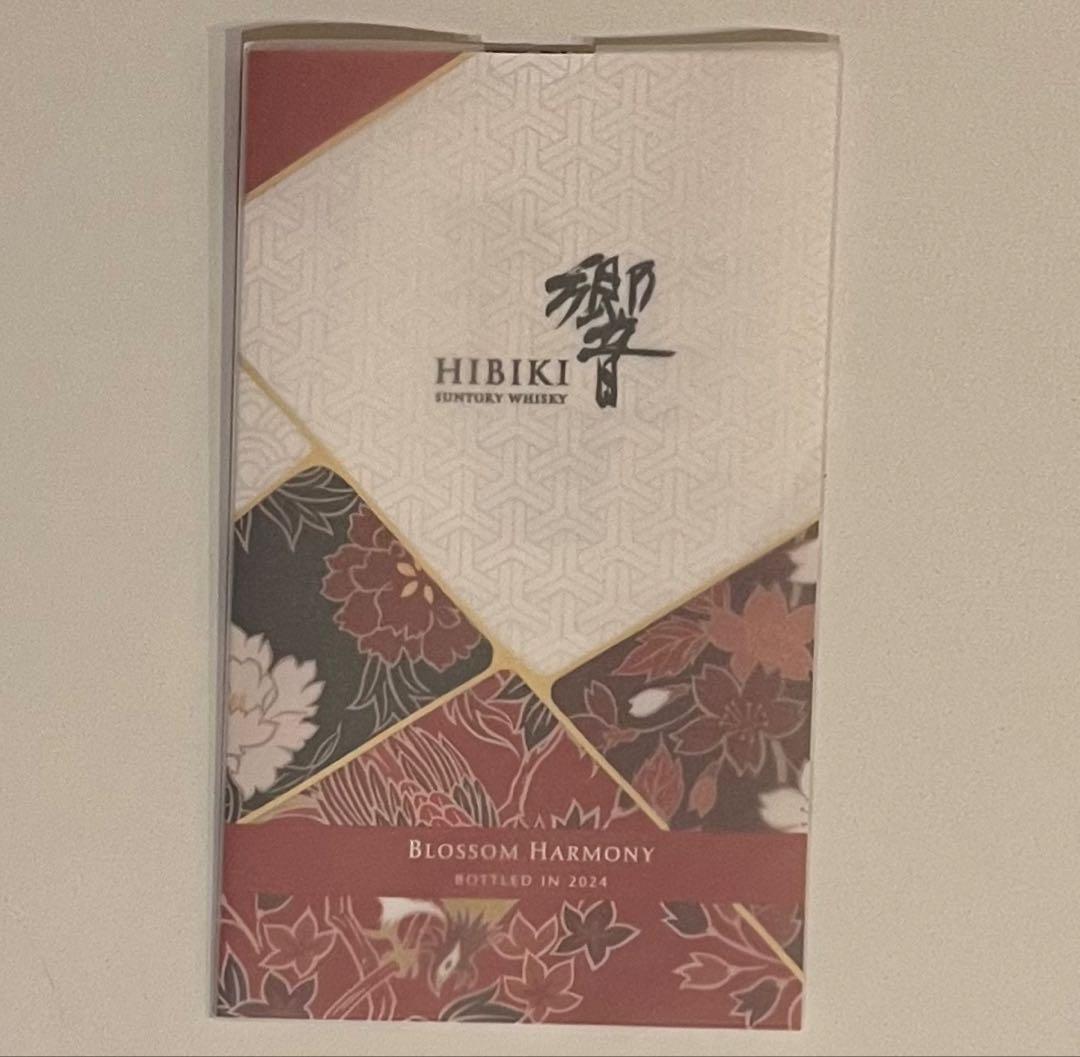 響
HIBIKI
SUNTORY WHISKY
BLOSSOM HARMONY
BOTTLED IN 2024